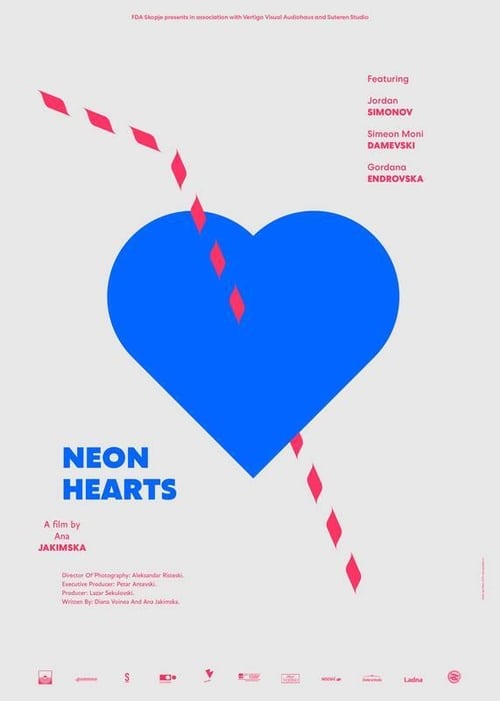 FDA Skopje presents in association with Vertigo Visual Audiohaus and Suteren Studio
Featuring
Jordan
SIMONOV
Simeon Moni
DAMEVSKI
Gordana
ENDROVSKA
NEON
HEARTS
A film by
Ana
JAKIMSKA
Director Of Photography: Aleksandar Risteski.
Executive Producer: Petar Antevski.
Producer: Lazar Sekulovski.
Written By: Diana Voinea And Ana Jakimska.
Ladna